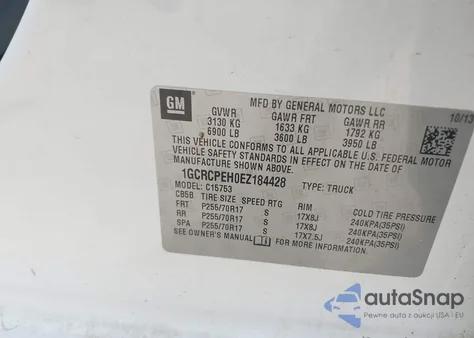 GM
MFD BY GENERAL MOTORS LLC 10/13
GVWR GAWR FRT GAWR RR
3130 KG 1633 KG 1792 KG
6900 LB 3600 LB 3950 LB
THIS VEHICLE CONFORMS TO ALL APPLICABLE U.S. FEDERAL MOTOR
VEHICLE SAFETY STANDARDS IN EFFECT ON THE DATE OF
MANUFACTURE SHOWN ABOVE.
1GCRCPEH0EZ184428 TYPE: TRUCK
MODEL: C15753
CB5B TIRE SIZE SPEED RTG RIM COLD TIRE PRESSURE
FRT P255/70R17 S 17X8J 240KPA(35PSI)
RR P255/70R17 S 17X8J 240KPA(35PSI)
SPA P255/70R17 S 17X7.5J 240KPA(35PSI)
SEE OWNER'S MANUAL FOR MORE INFORMATION.
autoSnap
Pewne auta z USA i EU